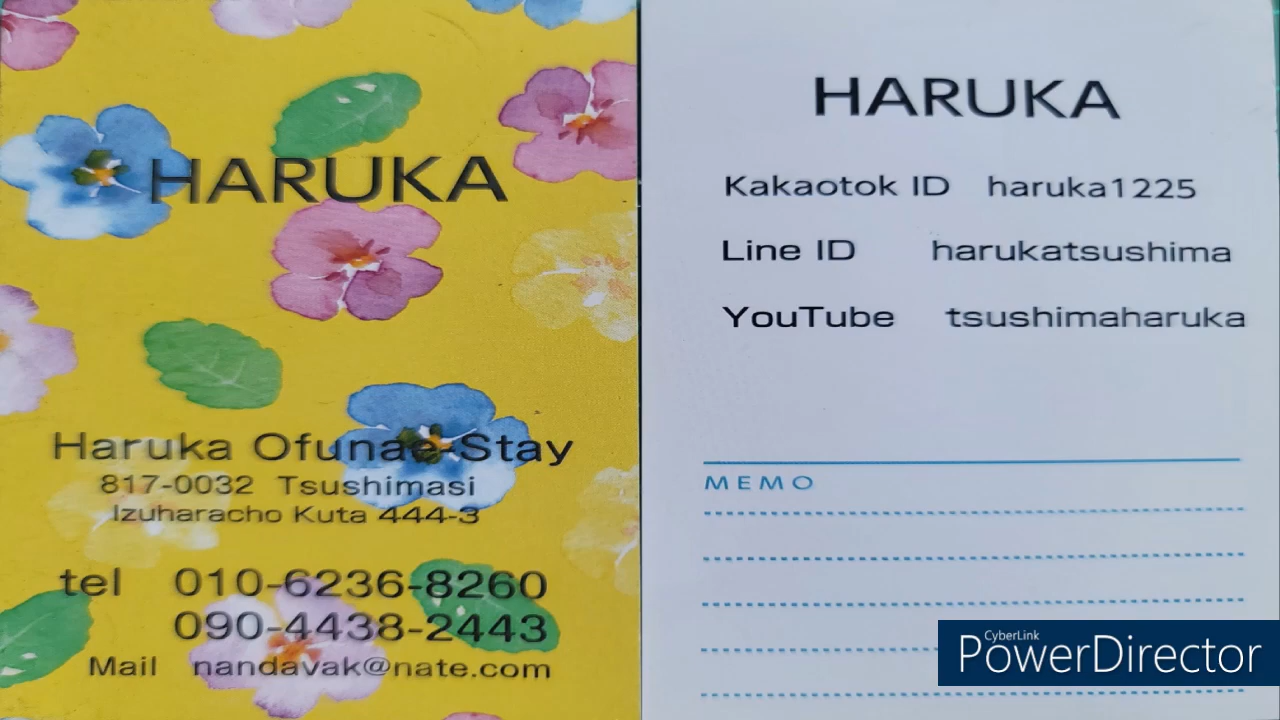 HARUKA
Haruka Ofunae-Stay
817-0032 Tsushimasi
Izuharacho Kuta 444-3
tel 010-6236-8260
090-4438-2443
Mail nandavak@nate.com
HARUKA
Kakaotok ID haruka1225
Line ID harukatsushima
YouTube tsushimaharuka
MEMO
CyberLink
PowerDirector